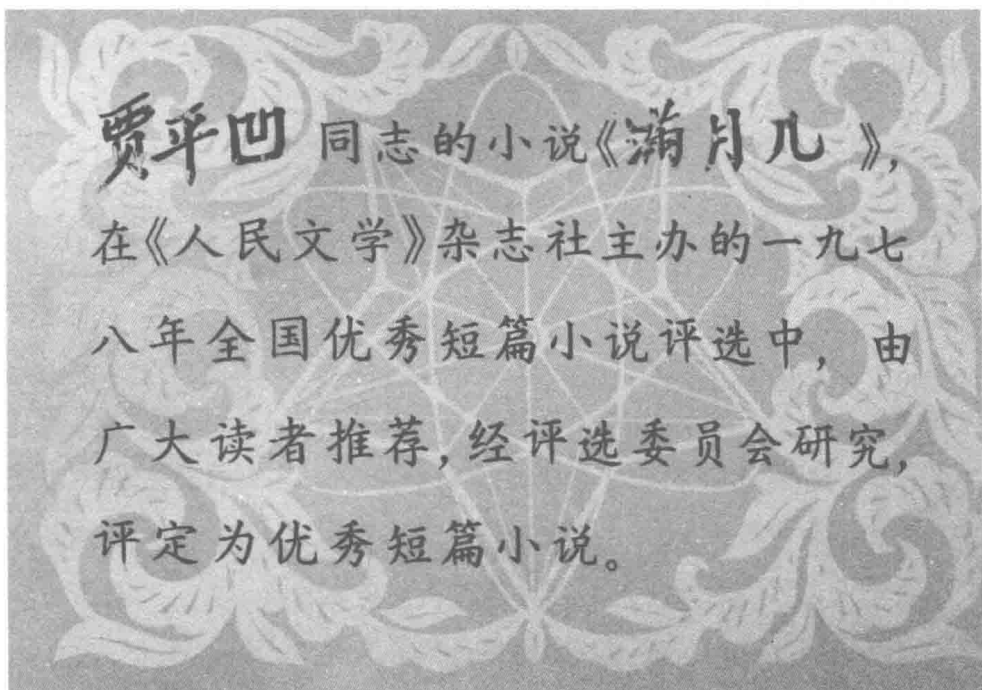 贾平凹同志的小说《满月儿》,
在《人民文学》杂志社主办的一九七
八年全国优秀短篇小说评选中,由
广大读者推荐,经评选委员会研究,
评定为优秀短篇小说。